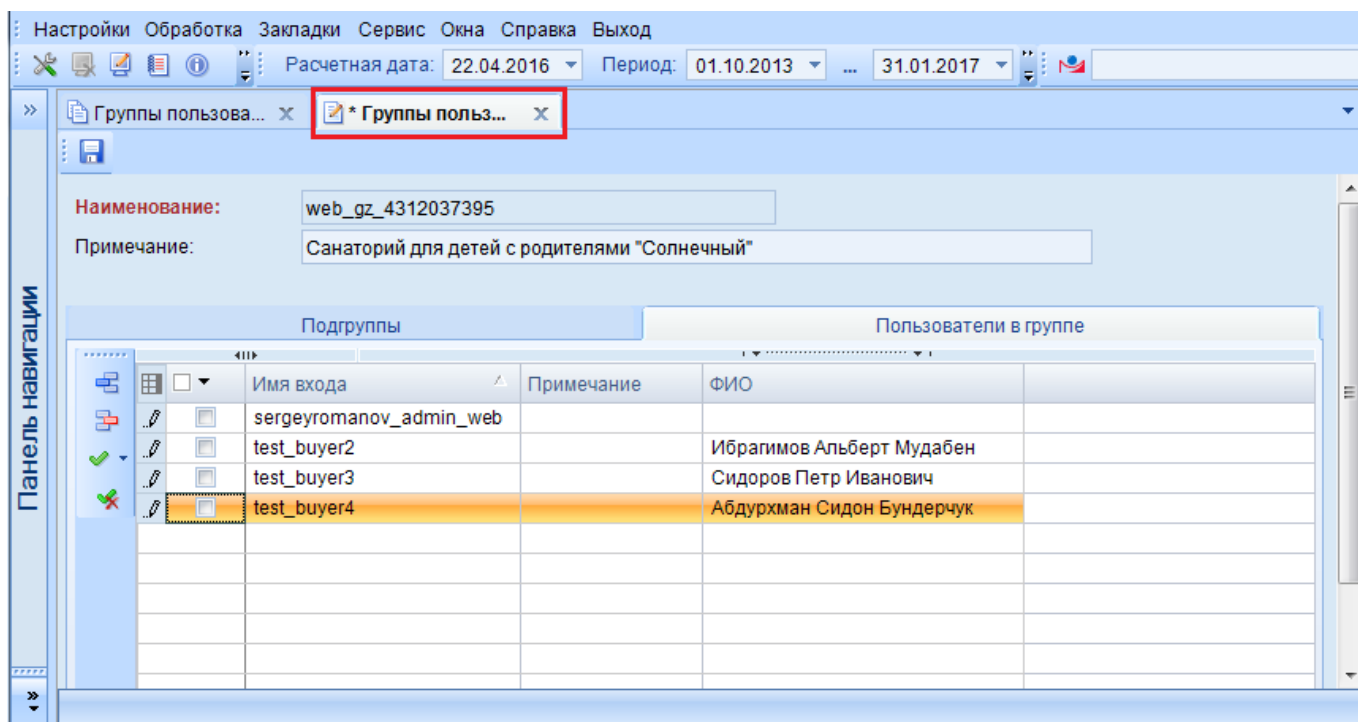 Настройки Обработка Закладки Сервис Окна Справка Выход
Расчетная дата: 22.04.2016 Период: 01.10.2013 ... 31.01.2017
Группы пользова... x * Группы польз... x
Наименование: web_gz_4312037395
Примечание: Санаторий для детей с родителями "Солнечный"
Панель навигации
Подгруппы Пользователи в группе
Имя входа Примечание ФИО
sergeyromanov_admin_web
test_buyer2 Ибрагимов Альберт Мудабен
test_buyer3 Сидоров Петр Иванович
test_buyer4 Абдурхман Сидон Бундерчук